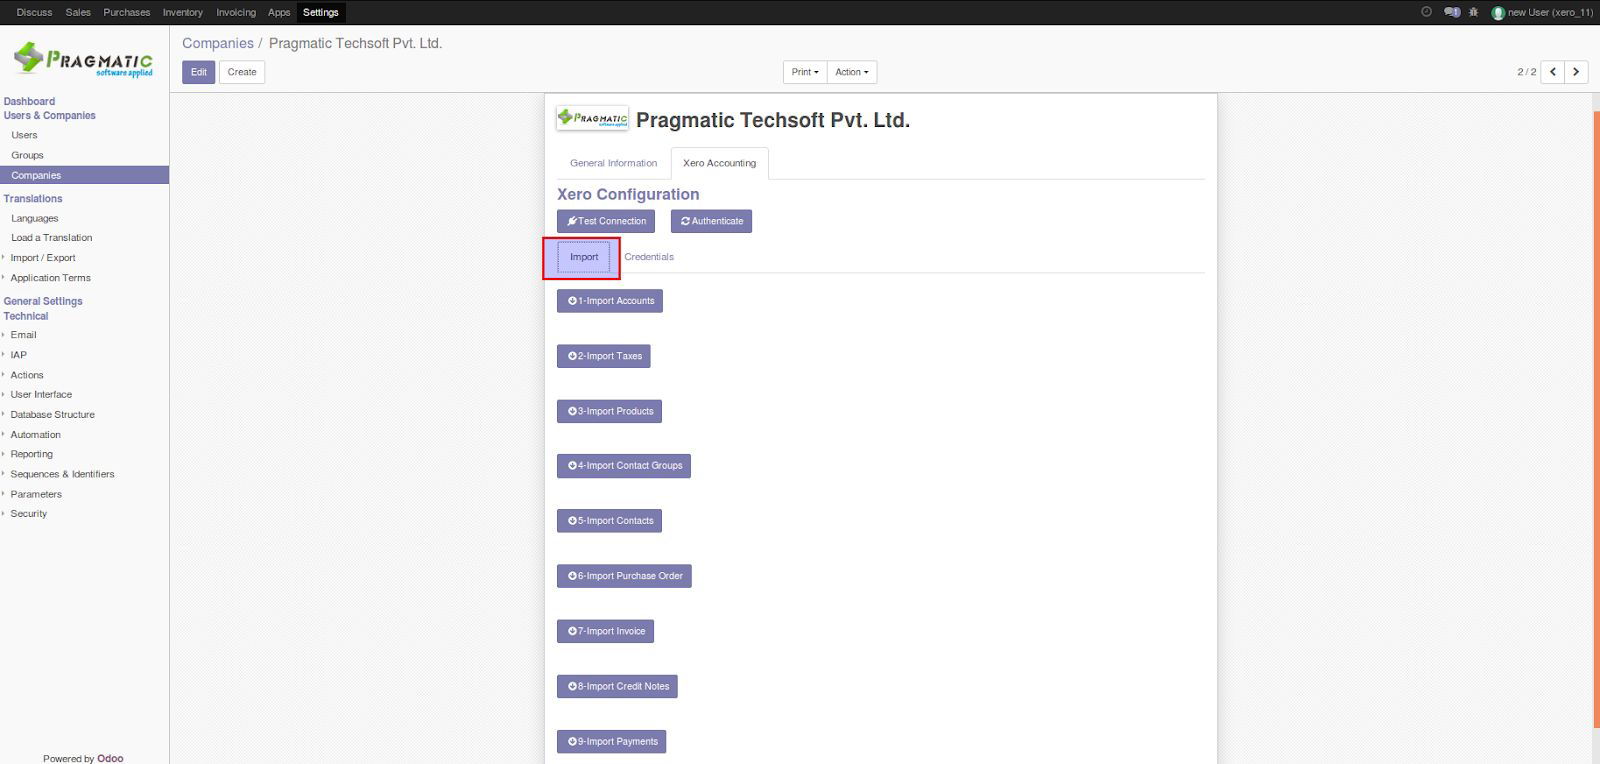 Discuss Sales Purchases Inventory Invoicing Apps Settings new User (xero_11)
PRAGMATIC
software applied
Companies / Pragmatic Techsoft Pvt. Ltd.
Edit Create Print Action 2 / 2
Dashboard
Users & Companies
Users
Groups
Companies
Translations
Languages
Load a Translation
Import / Export
Application Terms
General Settings
Technical
Email
IAP
Actions
User Interface
Database Structure
Automation
Reporting
Sequences & Identifiers
Parameters
Security
Powered by Odoo
PRAGMATIC
software applied
Pragmatic Techsoft Pvt. Ltd.
General Information Xero Accounting
Xero Configuration
Test Connection Authenticate
Import Credentials
1-Import Accounts
2-Import Taxes
3-Import Products
4-Import Contact Groups
5-Import Contacts
6-Import Purchase Order
7-Import Invoice
8-Import Credit Notes
9-Import Payments